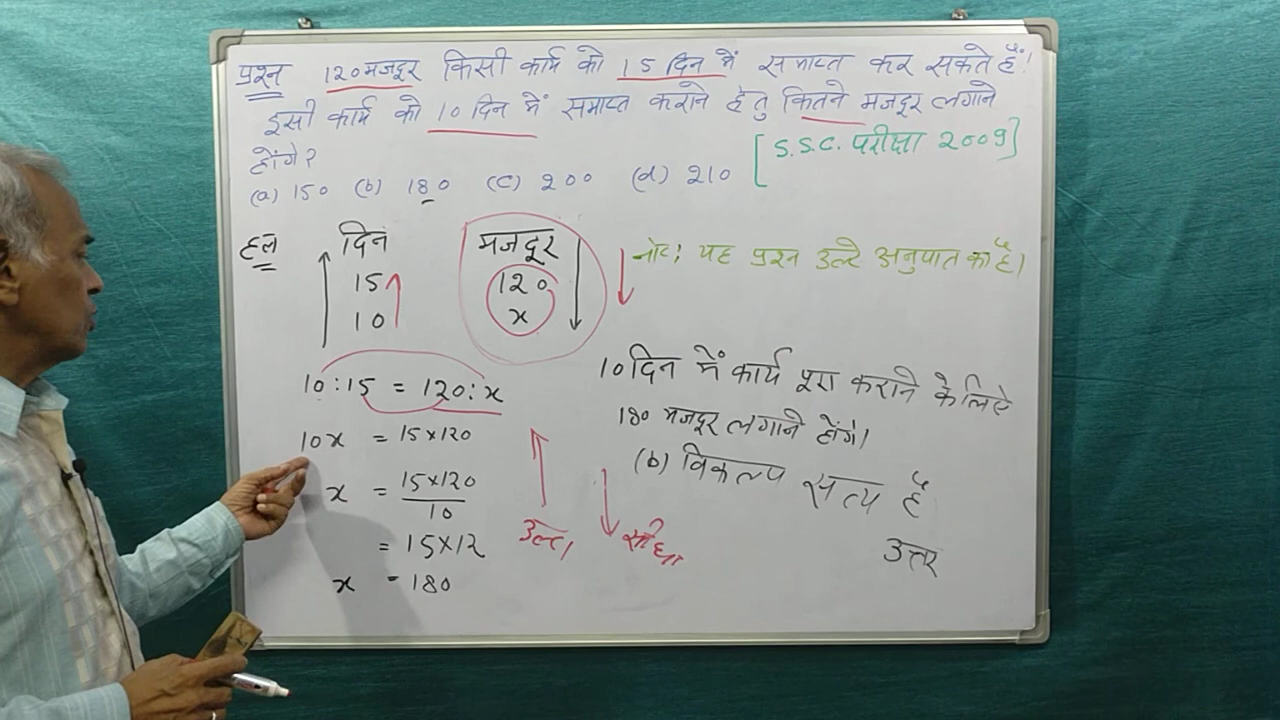 प्रश्न 120 मजदूर किसी कार्य को 15 दिन में समाप्त कर सकते हैं।
इसी कार्य को 10 दिन में समाप्त कराने हेतु कितने मजदूर लगाने
होंगे?
[S.S.C. परीक्षा 2009]
(a) 150 (b) 180 (c) 200 (d) 210
हल दिन मजदूर
नोट: यह प्रश्न उल्टे अनुपात का है।
15 120
10 x
10:15 = 120:x
10x = 15×120
x = 15×120
10
= 15×12
x = 180
उल्टा सीधा
10 दिन में कार्य पूरा कराने के लिए
180 मजदूर लगाने होंगे।
(b) विकल्प सत्य है
उत्तर